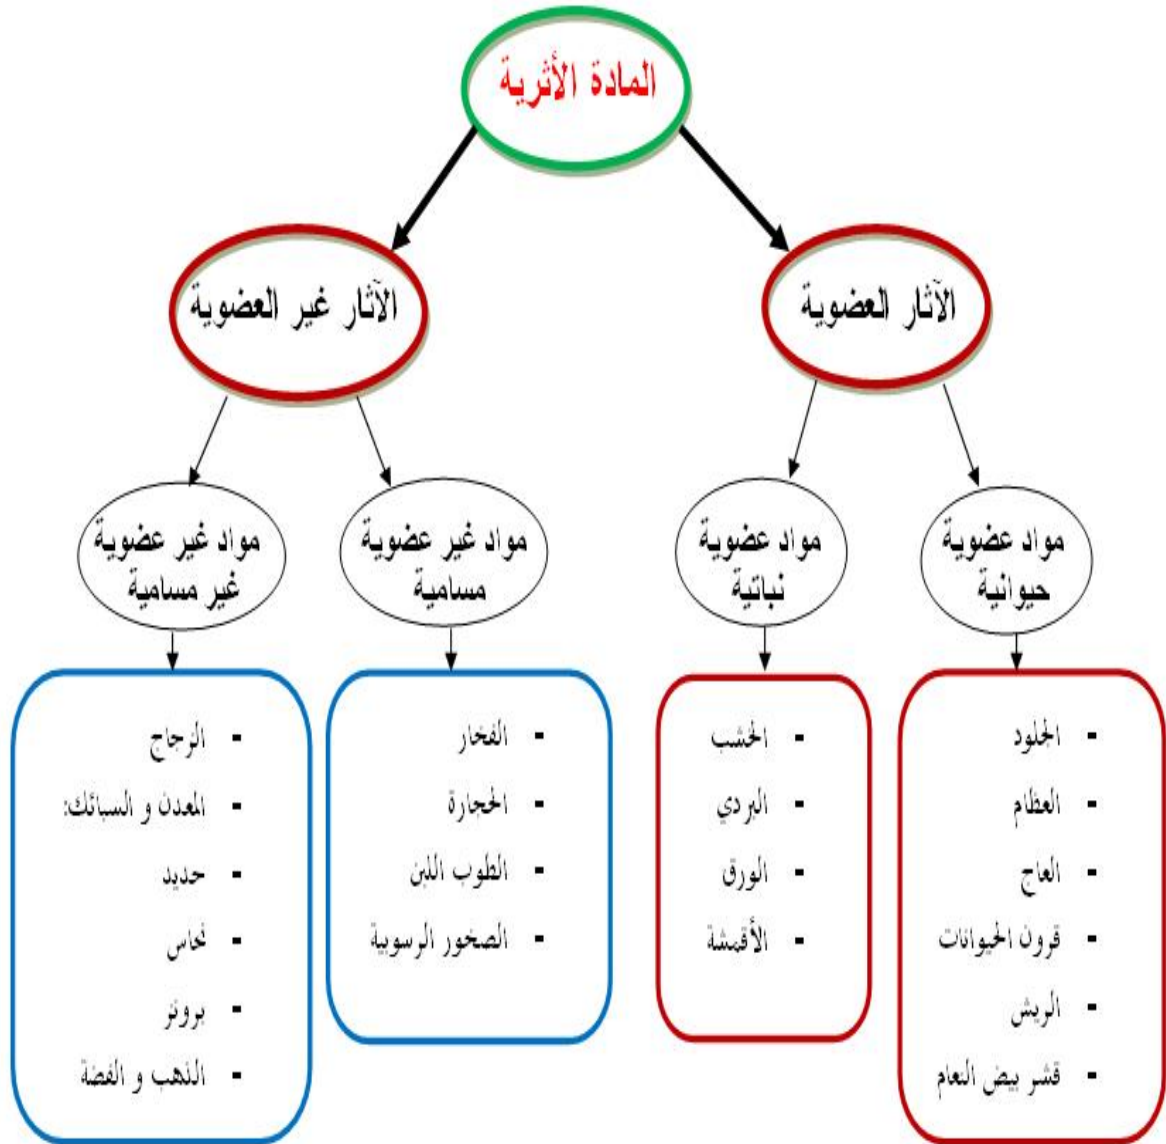 المادة الأثرية
الآثار العضوية
الآثار غير العضوية
مواد عضوية
حيوانية
مواد عضوية
نباتية
مواد غير عضوية
مسامية
مواد غير عضوية
غير مسامية
- الجلود
- العظام
- العاج
- قرون الحيوانات
- الريش
- قشر بيض النعام
- الخشب
- البردي
- الورق
- الأقمشة
- الفخار
- الحجارة
- الطوب اللبن
- الصخور الرسوبية
- الزجاج
- المعدن و السبائك:
- حديد
- نحاس
- برونز
- الذهب و الفضة